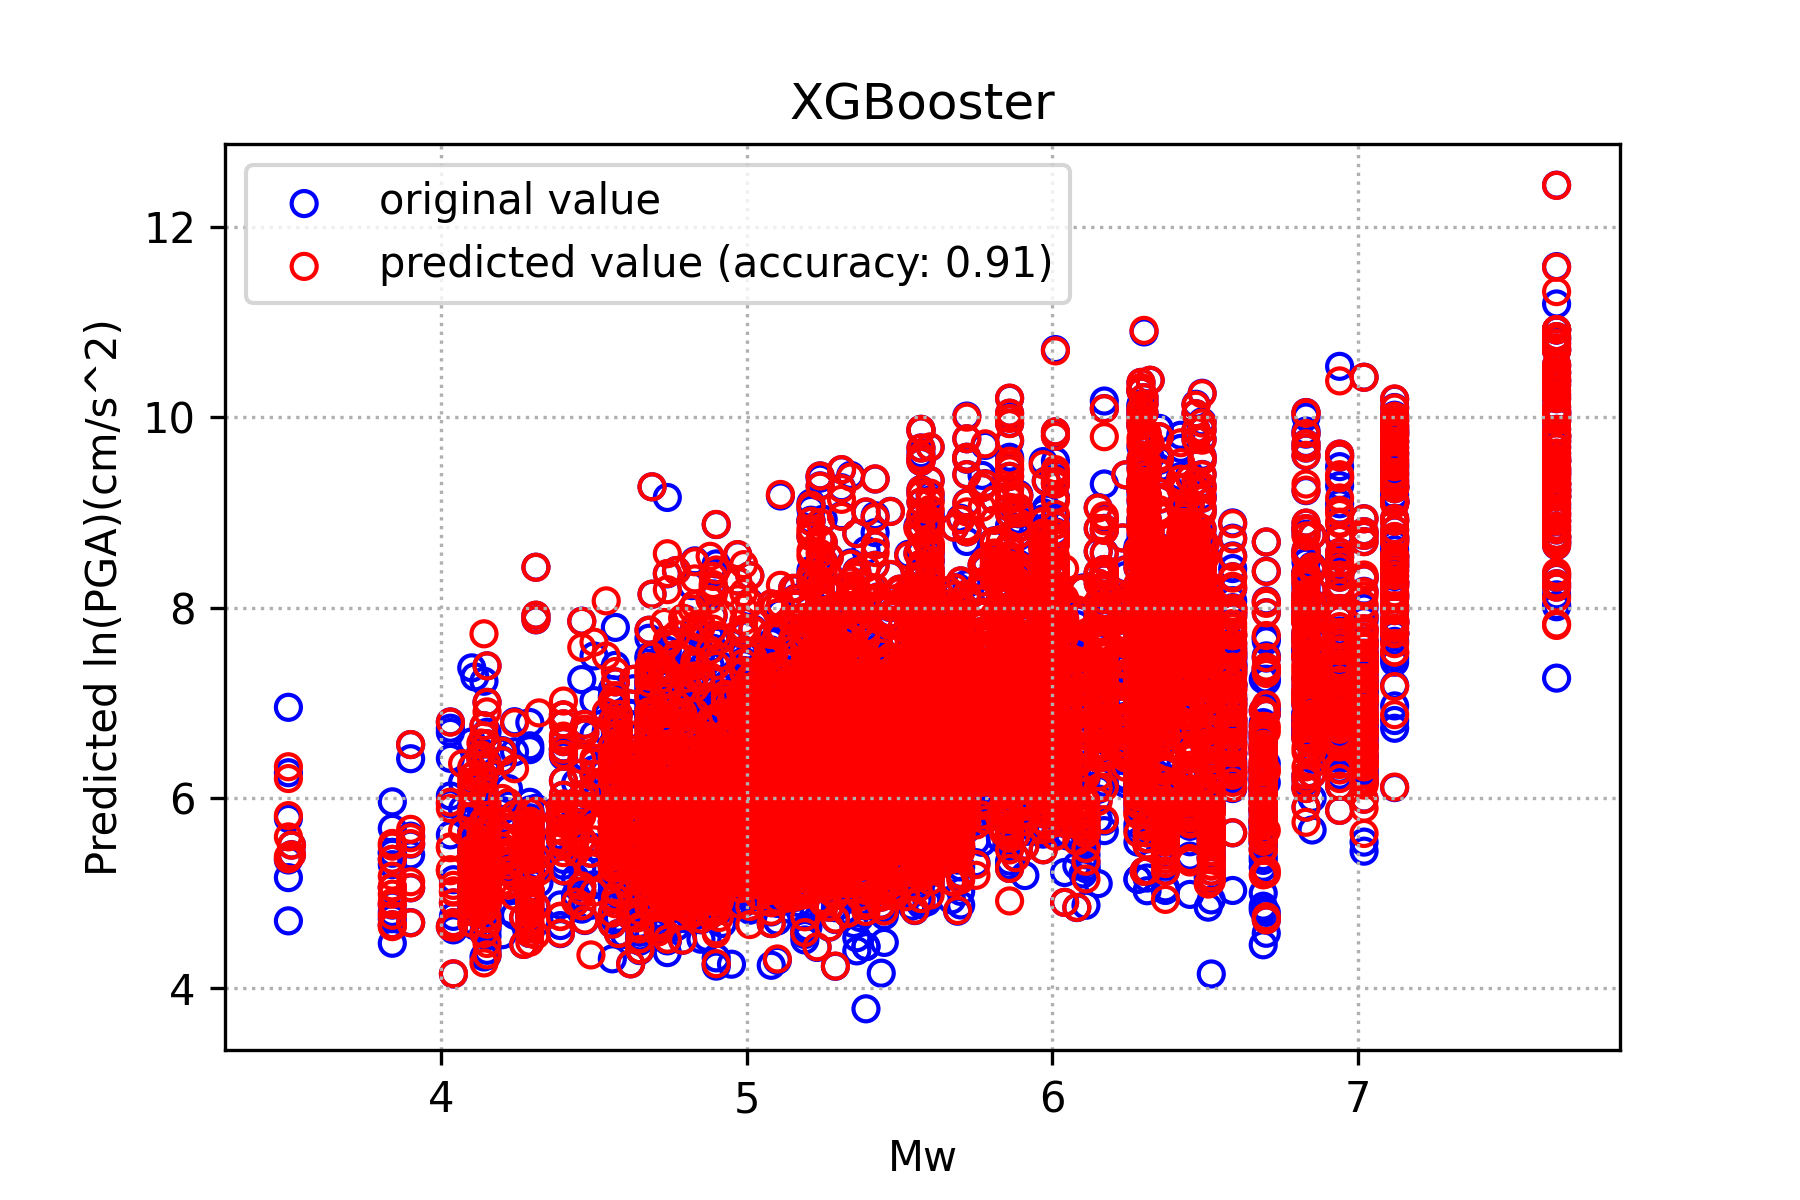 XGBooster
original value
predicted value (accuracy: 0.91)
Predicted ln(PGA)(cm/s^2)
12
10
8
6
4
4 5 6 7
Mw